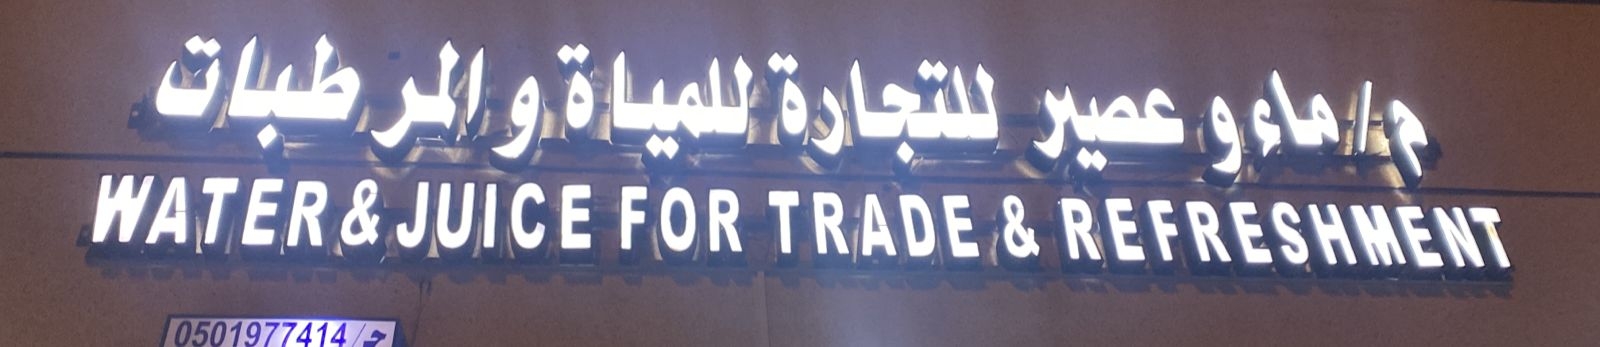 م/ماء و عصير للتجارة للمياة و المرطبات
WATER & JUICE FOR TRADE & REFRESHMENT
0501977414/ج